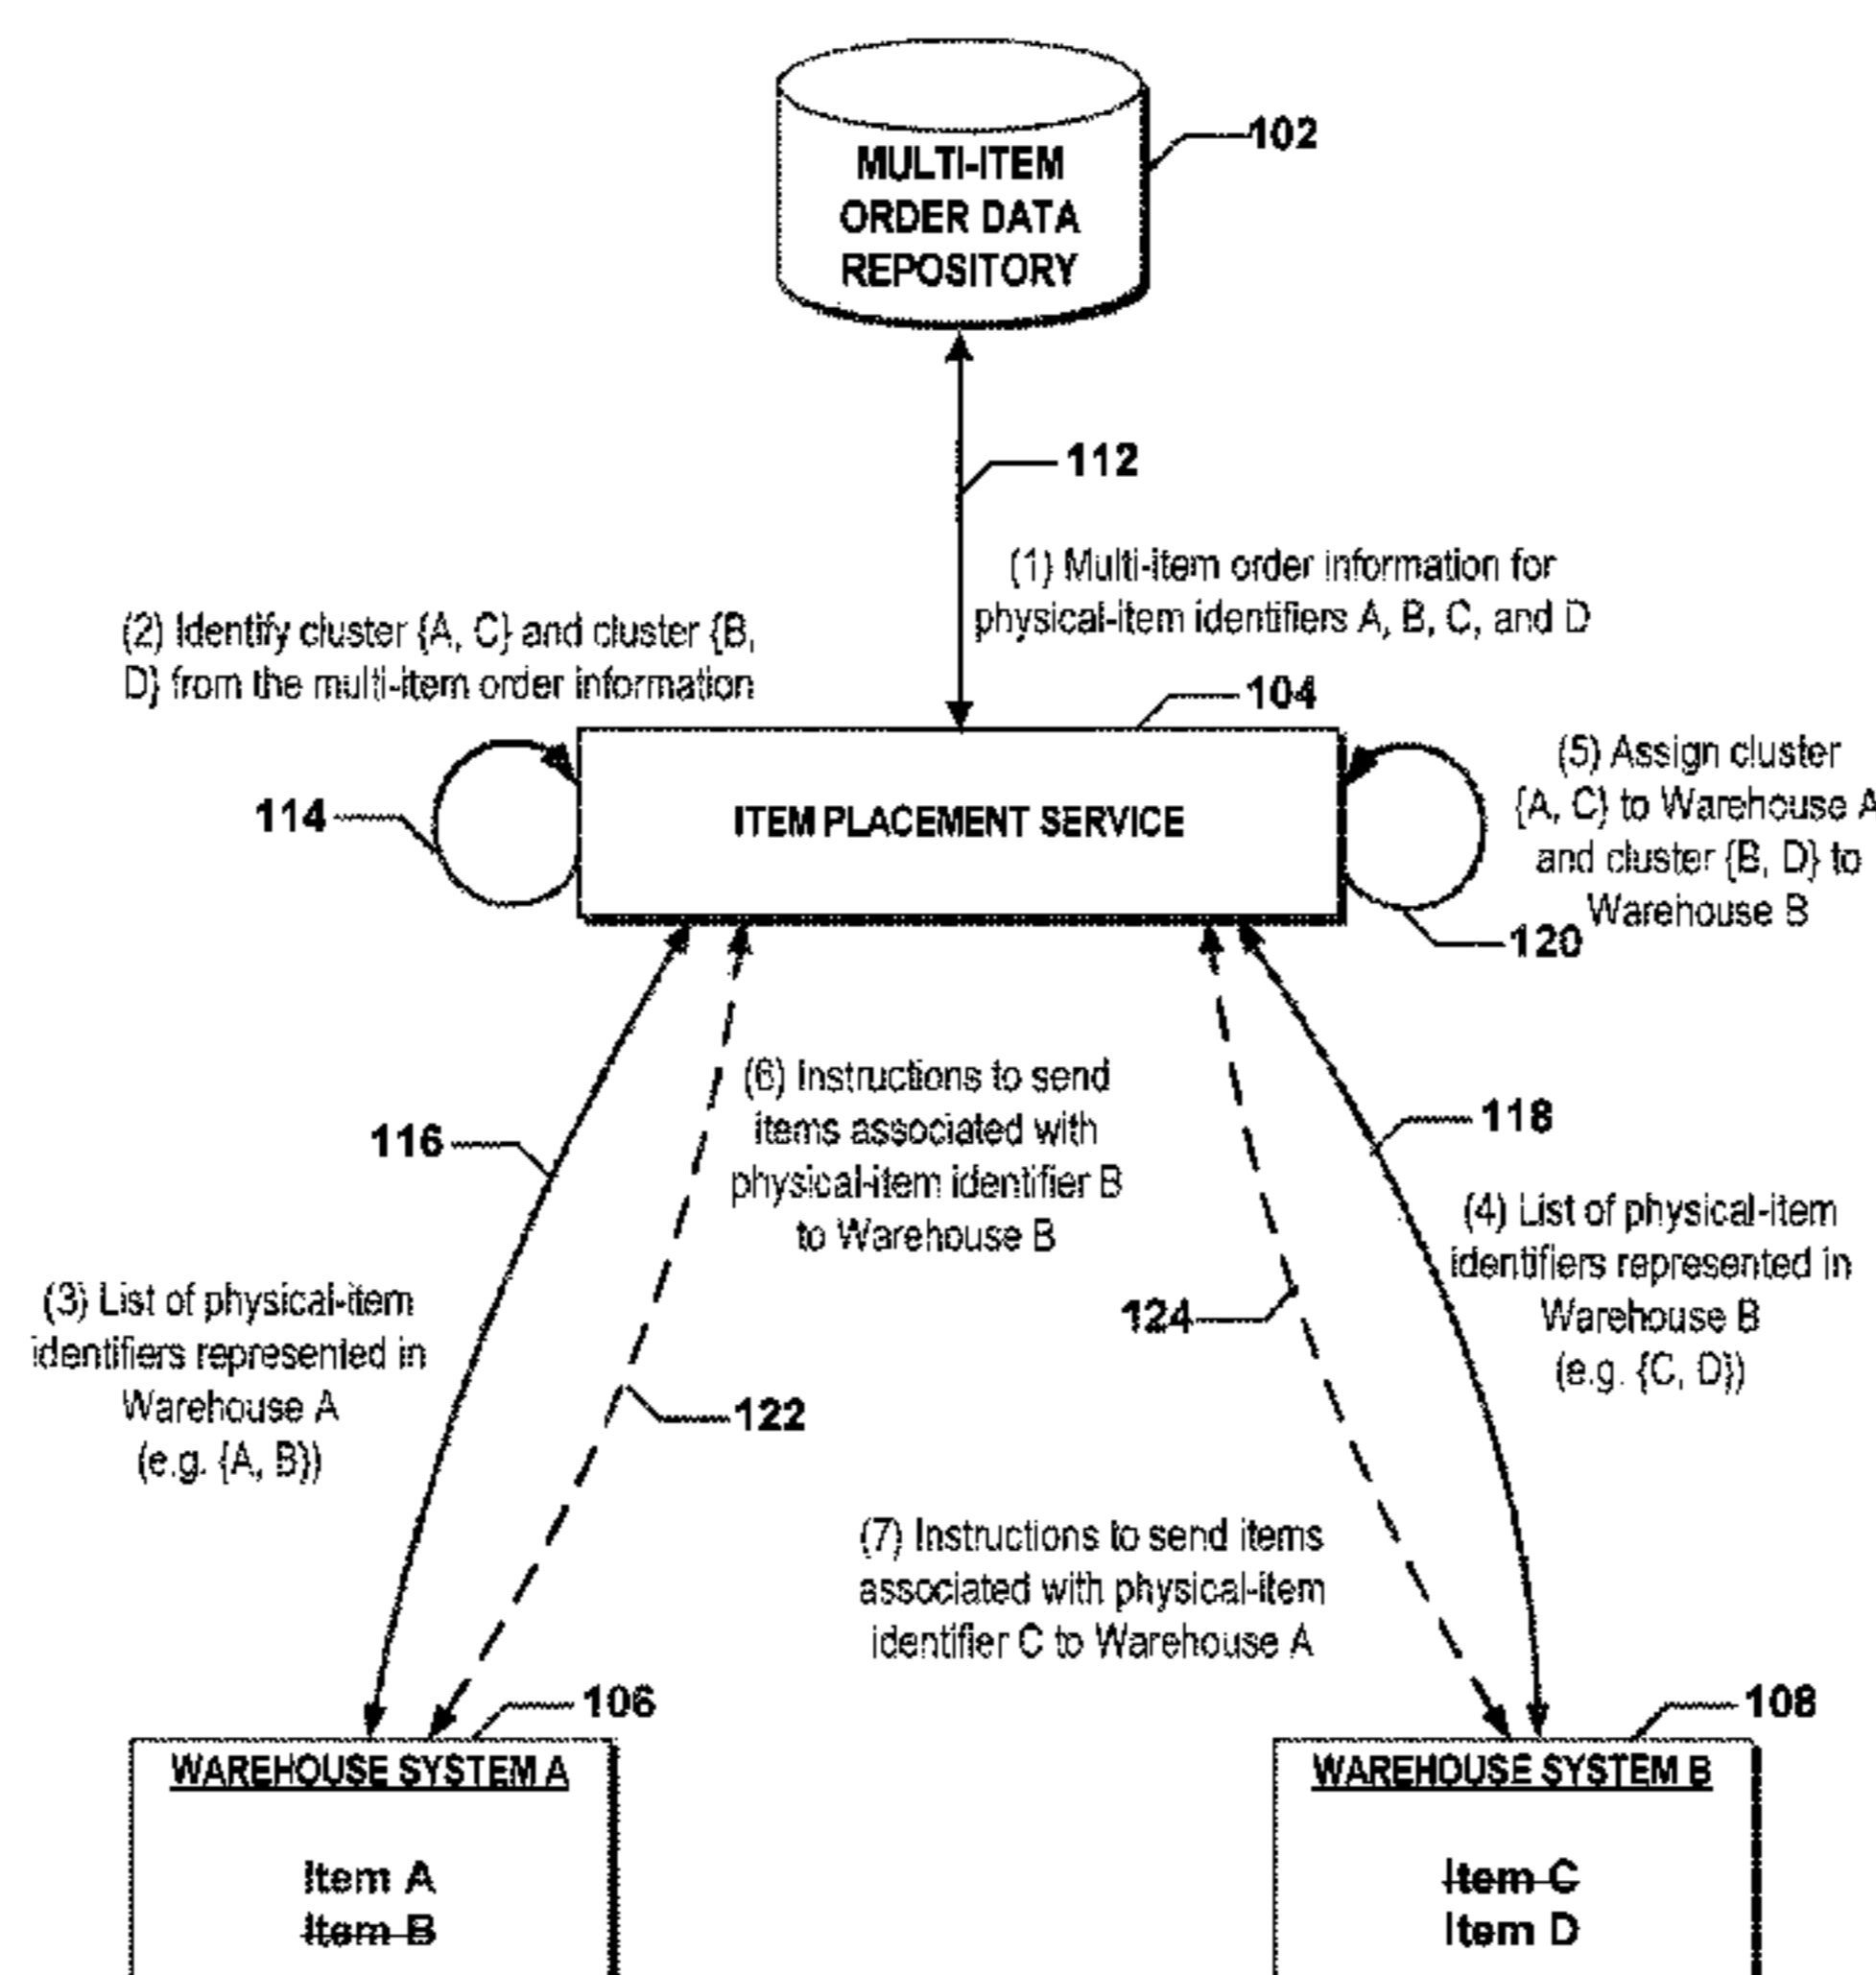 MULTI-ITEM
ORDER DATA
REPOSITORY
102
112
(1) Multi-item order information for
physical-item identifiers A, B, C, and D
(2) Identify cluster {A, C} and cluster {B,
D} from the multi-item order information
104
ITEM PLACEMENT SERVICE
114
(5) Assign cluster
{A, C} to Warehouse A
and cluster {B, D} to
Warehouse B
120
(6) Instructions to send
items associated with
physical-item identifier B
to Warehouse B
116
118
(4) List of physical-item
identifiers represented in
Warehouse B
(e.g. {C, D})
(3) List of physical-item
identifiers represented in
Warehouse A
(e.g. {A, B})
124
122
(7) Instructions to send items
associated with physical-item
identifier C to Warehouse A
106
108
WAREHOUSE SYSTEM A
Item A
Item B
WAREHOUSE SYSTEM B
Item C
Item D